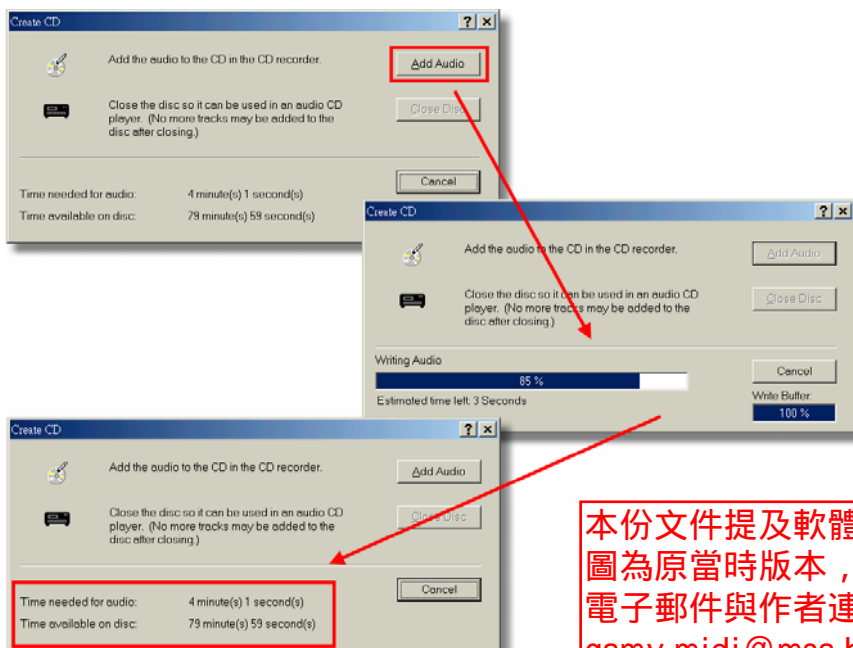 Create CD
Add the audio to the CD in the CD recorder.
Add Audio
Close the disc so it can be used in an audio CD
player. (No more tracks may be added to the
disc after closing.)
Close Disc
Cancel
Time needed for audio: 4 minute(s) 1 second(s)
Time available on disc: 79 minute(s) 59 second(s)
Create CD
Add the audio to the CD in the CD recorder.
Add Audio
Close the disc so it can be used in an audio CD
player. (No more tracks may be added to the
disc after closing.)
Close Disc
Writing Audio
85 %
Estimated time left: 3 Seconds
Cancel
Write Buffer:
100 %
Create CD
Add the audio to the CD in the CD recorder.
Add Audio
Close the disc so it can be used in an audio CD
player. (No more tracks may be added to the
disc after closing.)
Close Disc
Cancel
Time needed for audio: 4 minute(s) 1 second(s)
Time available on disc: 79 minute(s) 59 second(s)
本份文件提及軟體
圖為原當時版本，
電子郵件與作者連